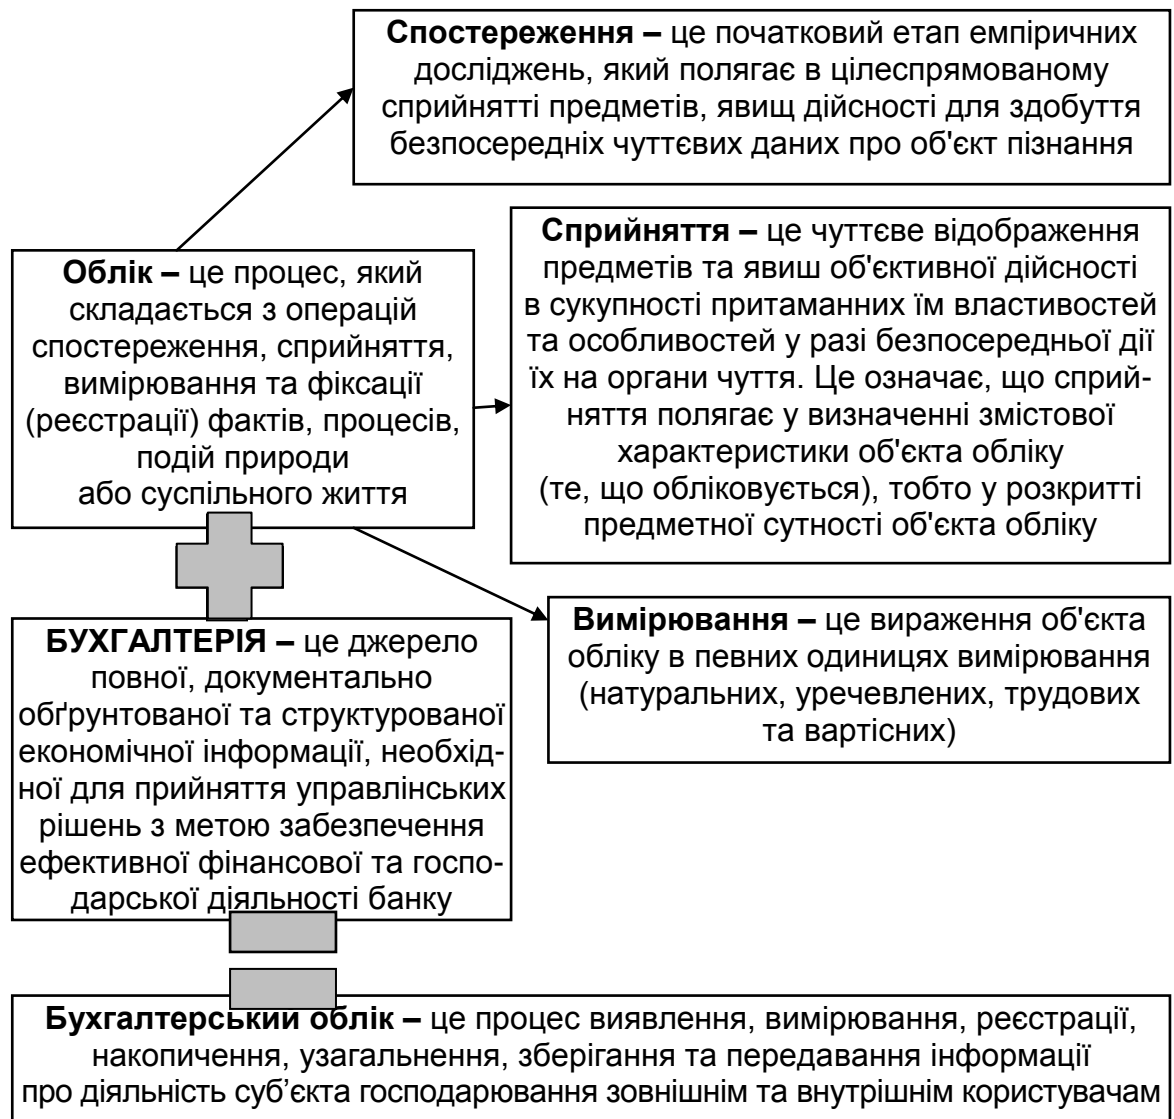 Спостереження – це початковий етап емпіричних
досліджень, який полягає в цілеспрямованому
сприйнятті предметів, явищ дійсності для здобуття
безпосередніх чуттєвих даних про об'єкт пізнання
Облік – це процес, який
складається з операцій
спостереження, сприйняття,
вимірювання та фіксації
(реєстрації) фактів, процесів,
подій природи
або суспільного життя
Сприйняття – це чуттєве відображення
предметів та явиш об'єктивної дійсності
в сукупності притаманних їм властивостей
та особливостей у разі безпосередньої дії
їх на органи чуття. Це означає, що сприй-
няття полягає у визначенні змістової
характеристики об'єкта обліку
(те, що обліковується), тобто у розкритті
предметної сутності об'єкта обліку
Вимірювання – це вираження об'єкта
обліку в певних одиницях вимірювання
(натуральних, уречевлених, трудових
та вартісних)
БУХГАЛТЕРІЯ – це джерело
повної, документально
обґрунтованої та структурованої
економічної інформації, необхід-
ної для прийняття управлінських
рішень з метою забезпечення
ефективної фінансової та госпо-
дарської діяльності банку
Бухгалтерський облік – це процес виявлення, вимірювання, реєстрації,
накопичення, узагальнення, зберігання та передавання інформації
про діяльність суб’єкта господарювання зовнішнім та внутрішнім користувачам